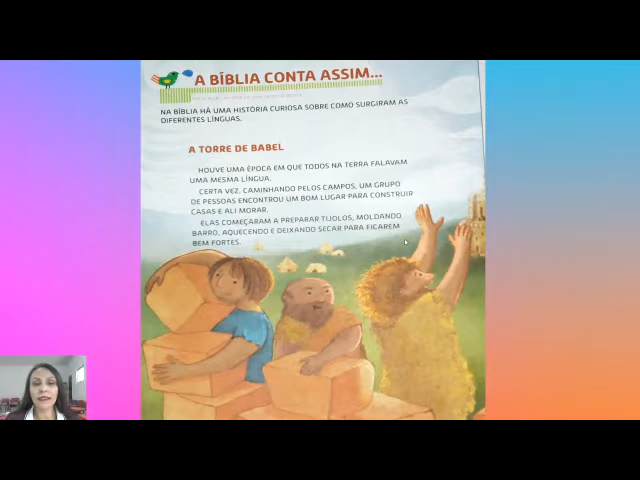 A BÍBLIA CONTA ASSIM...
NA BÍBLIA HÁ UMA HISTÓRIA CURIOSA SOBRE COMO SURGIRAM AS
DIFERENTES LÍNGUAS.
A TORRE DE BABEL
HOUVE UMA ÉPOCA EM QUE TODOS NA TERRA FALAVAM
UMA MESMA LÍNGUA.
CERTA VEZ, CAMINHANDO PELOS CAMPOS, UM GRUPO
DE PESSOAS ENCONTROU UM BOM LUGAR PARA CONSTRUIR
CASAS E ALI MORAR.
ELAS COMEÇARAM A PREPARAR TIJOLOS, MOLDANDO
BARRO, AQUECENDO E DEIXANDO SECAR PARA FICAREM
BEM FORTES.